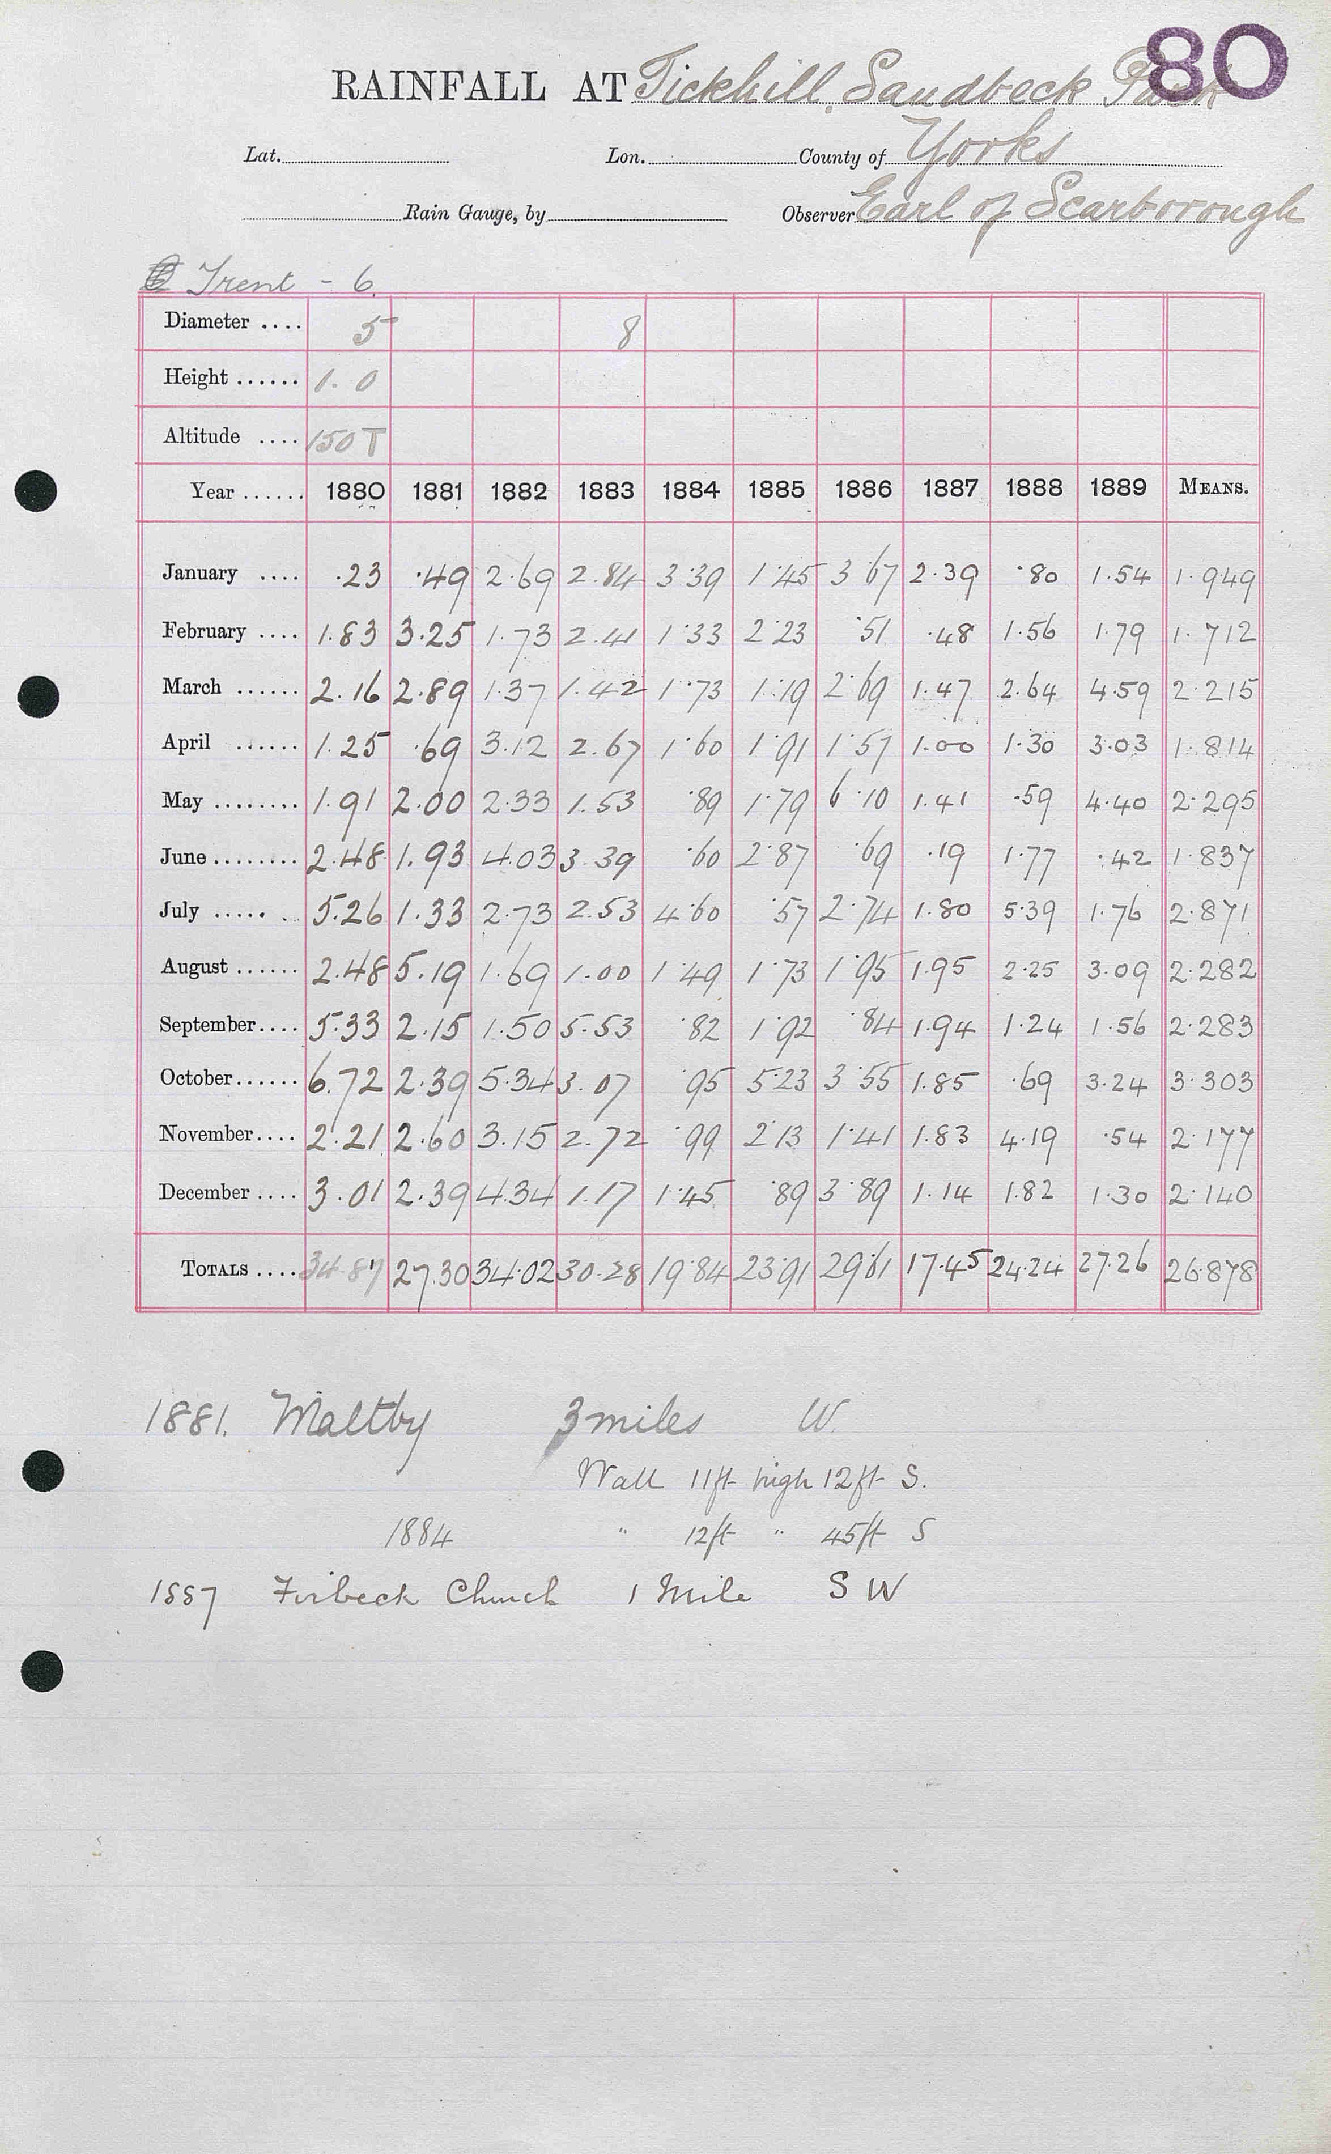 80
RAINFALL AT Tickhill, Sandbeck Park
Lat. Lon. County of Yorks
Rain Gauge, by Observer Earl of Scarborough
Trent - 6.
Diameter .... 5 8
Height ...... 1.0
Altitude .... 150 T
Year ...... 1880 1881 1882 1883 1884 1885 1886 1887 1888 1889 MEANS.
January .... .23 .49 2.69 2.84 3.39 1.45 3.67 2.39 .80 1.54 1.949
February .... 1.83 3.25 1.73 2.41 1.33 2.23 .51 .48 1.56 1.79 1.712
March ...... 2.16 2.89 1.37 1.42 1.73 1.19 2.69 1.47 2.64 4.59 2.215
April ...... 1.25 .69 3.12 2.67 1.60 1.91 1.57 1.00 1.30 3.03 1.814
May ........ 1.91 2.00 2.33 1.53 .89 1.79 6.10 1.41 .59 4.40 2.295
June ........ 2.48 1.93 4.03 3.39 .60 2.87 .69 .19 1.77 .42 1.837
July ..... .. 5.26 1.33 2.73 2.53 4.60 .57 2.74 1.80 5.39 1.76 2.871
August ...... 2.48 5.19 1.69 1.00 1.49 1.73 1.95 1.95 2.25 3.09 2.282
September .... 5.33 2.15 1.50 5.53 .82 1.92 .84 1.94 1.24 1.56 2.283
October ...... 6.72 2.39 5.34 3.07 .95 5.23 3.55 1.85 .69 3.24 3.303
November .... 2.21 2.60 3.15 2.72 .99 2.13 1.41 1.83 4.19 .54 2.177
December .... 3.01 2.39 4.34 1.17 1.45 .89 3.89 1.14 1.82 1.30 2.140
TOTALS .... 34.87 27.30 34.02 30.28 19.84 23.91 29.61 17.45 24.24 27.26 26.878
1881. Maltby 3 miles W.
Wall 11ft high 12ft S.
1884 " 12ft " 45ft S
1887 Firbeck Church 1 Mile S W